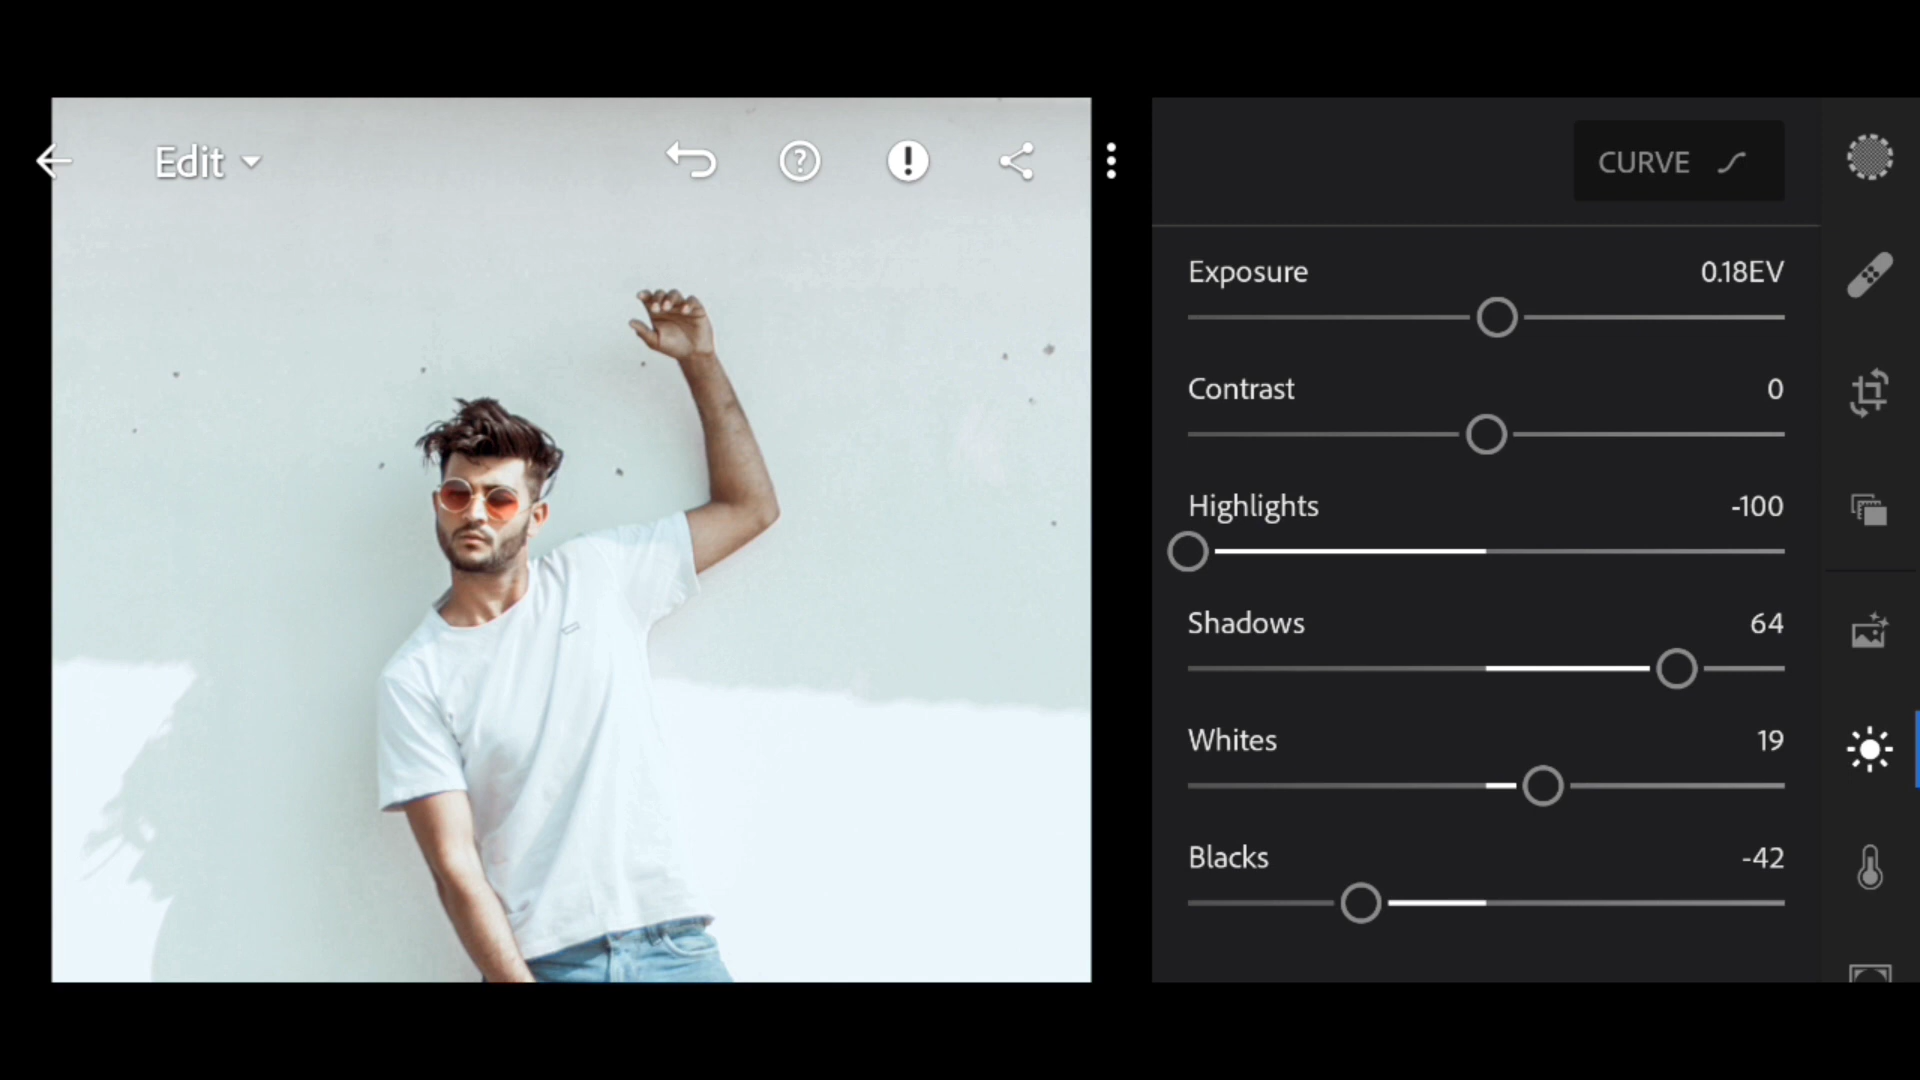 Edit
CURVE
Exposure 0.18EV
Contrast 0
Highlights -100
Shadows 64
Whites 19
Blacks -42